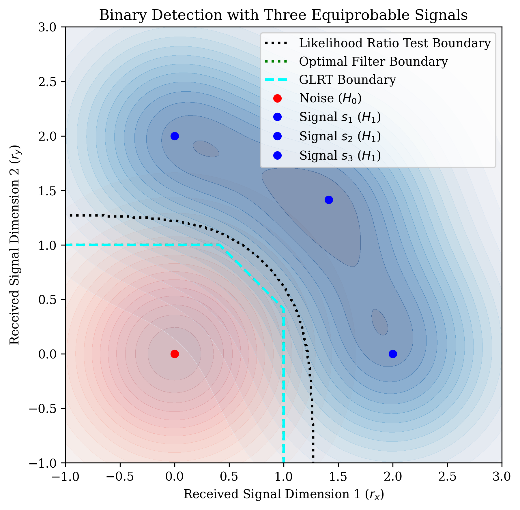 Binary Detection with Three Equiprobable Signals
Likelihood Ratio Test Boundary
Optimal Filter Boundary
GLRT Boundary
Noise (H₀)
Signal s₁ (H₁)
Signal s₂ (H₁)
Signal s₃ (H₁)
Received Signal Dimension 2 (r_y)
3.0
2.5
2.0
1.5
1.0
0.5
0.0
−0.5
−1.0
−1.0 −0.5 0.0 0.5 1.0 1.5 2.0 2.5 3.0
Received Signal Dimension 1 (rₓ)